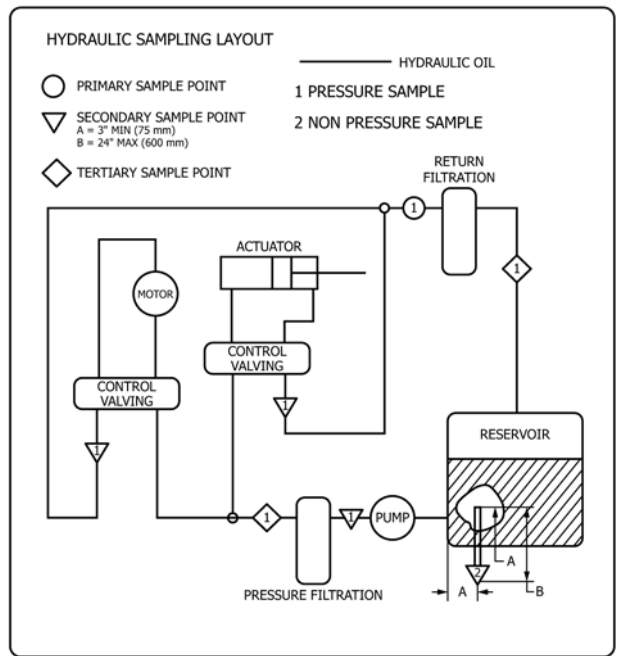 HYDRAULIC SAMPLING LAYOUT
PRIMARY SAMPLE POINT
SECONDARY SAMPLE POINT
A = 3" MIN (75 mm)
B = 24" MAX (600 mm)
TERTIARY SAMPLE POINT
HYDRAULIC OIL
1 PRESSURE SAMPLE
2 NON PRESSURE SAMPLE
RETURN
FILTRATION
1
1
ACTUATOR
MOTOR
CONTROL
VALVING
1
CONTROL
VALVING
1
RESERVOIR
1
PRESSURE FILTRATION
1
PUMP
2
A
A
B